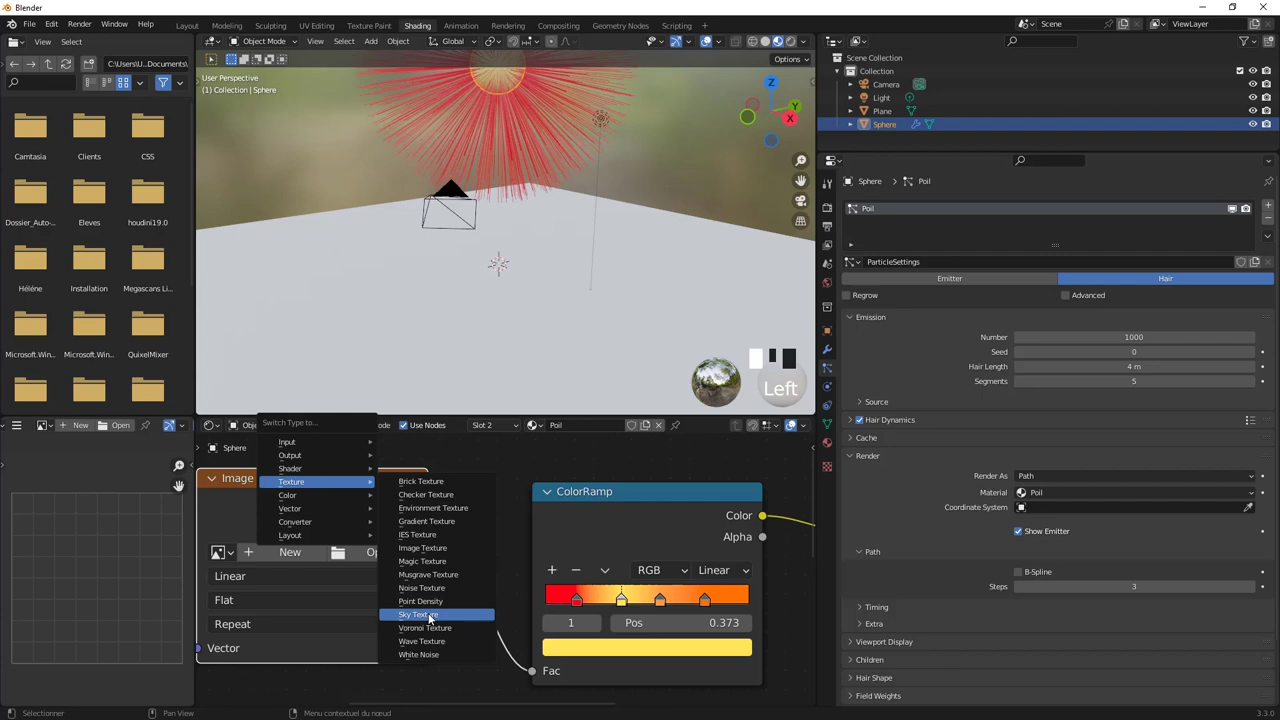 Blender
File Edit Render Window Help Layout Modeling Sculpting UV Editing Texture Paint Shading Animation Rendering Compositing Geometry Nodes Scripting Scene ViewLayer
View Select Object Mode View Select Add Object Global
C:\Users\U...Documents\
Options
User Perspective
(1) Collection | Sphere
Camtasia Clients CSS
Dossier_Auto-... Eleves houdini19.0
Héléne Installation Megascans Li...
Microsoft.Win... Microsoft.Win... QuixelMixer
Z
Y
X
Left
Scene Collection
Collection
Camera
Light
Plane
Sphere
Sphere Poil
Poil
ParticleSettings
Emitter Hair
Regrow Advanced
Emission
Number 1000
Seed 0
Hair Length 4 m
Segments 5
Source
Hair Dynamics
Cache
Render
Render As Path
Material Poil
Coordinate System
Show Emitter
Path
B-Spline
Steps 3
Timing
Extra
Viewport Display
Children
Hair Shape
Field Weights
New Open
Obje
de Use Nodes Slot 2 Poil
Sphere
Image
New Op
Linear
Flat
Repeat
Vector
Switch Type to...
Input
Output
Shader
Texture
Color
Vector
Converter
Layout
Brick Texture
Checker Texture
Environment Texture
Gradient Texture
IES Texture
Image Texture
Magic Texture
Musgrave Texture
Noise Texture
Point Density
Sky Texture
Voronoi Texture
Wave Texture
White Noise
ColorRamp
Color
Alpha
RGB Linear
1 Pos 0.373
Fac
Sélectionner Pan View Menu contextuel du nœud 3.3.0